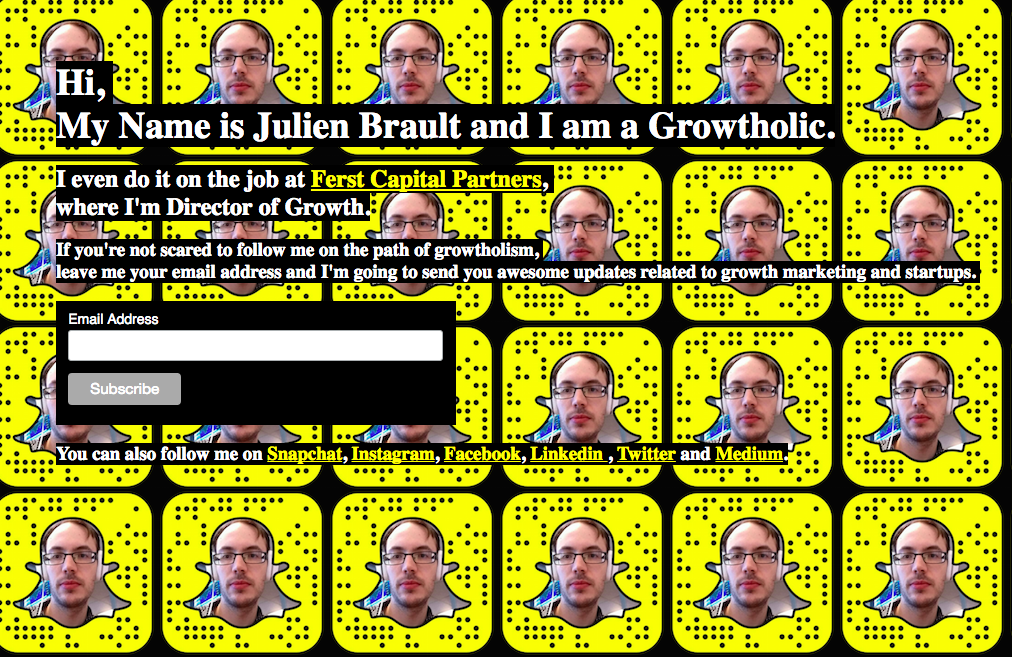 Hi,
My Name is Julien Brault and I am a Growtholic.
I even do it on the job at Ferst Capital Partners,
where I'm Director of Growth.
If you're not scared to follow me on the path of growtholism,
leave me your email address and I'm going to send you awesome updates related to growth marketing and startups.
Email Address
Subscribe
You can also follow me on Snapchat, Instagram, Facebook, Linkedin , Twitter and Medium.